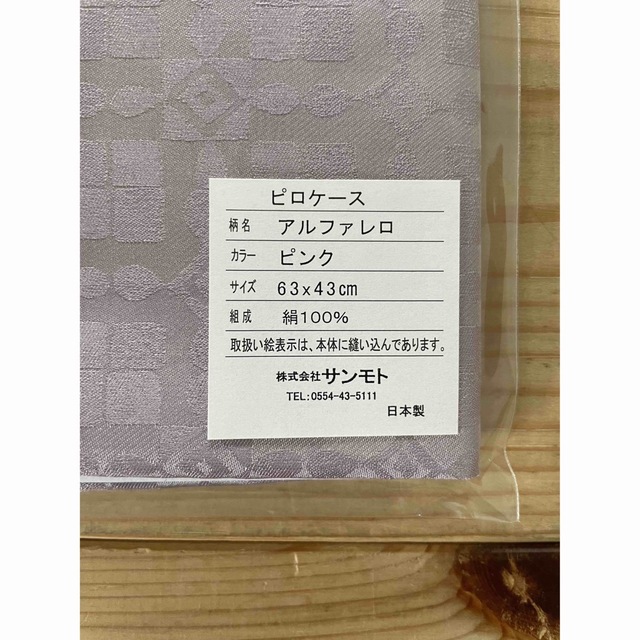 ピロケース
柄名 アルファレロ
カラー ピンク
サイズ 63x43cm
組成 絹100%
取扱い絵表示は、本体に縫い込んであります。
株式会社サンモト
TEL:0554-43-5111
日本製